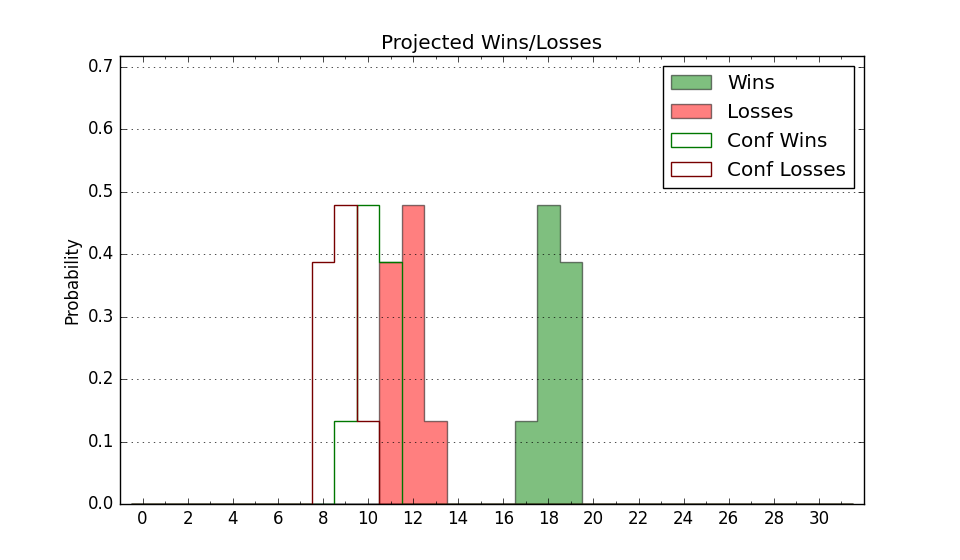 Projected Wins/Losses
0.7
0.6
0.5
0.4
0.3
0.2
0.1
0.0
Probability
Wins
Losses
Conf Wins
Conf Losses
0 2 4 6 8 10 12 14 16 18 20 22 24 26 28 30